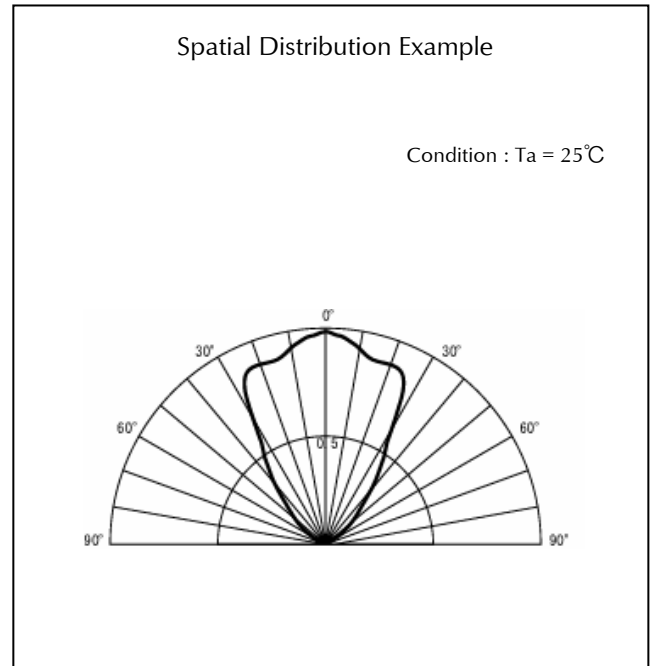 Spatial Distribution Example
Condition : Ta = 25℃
0°
30° 30°
60° 60°
0.5
90° 90°